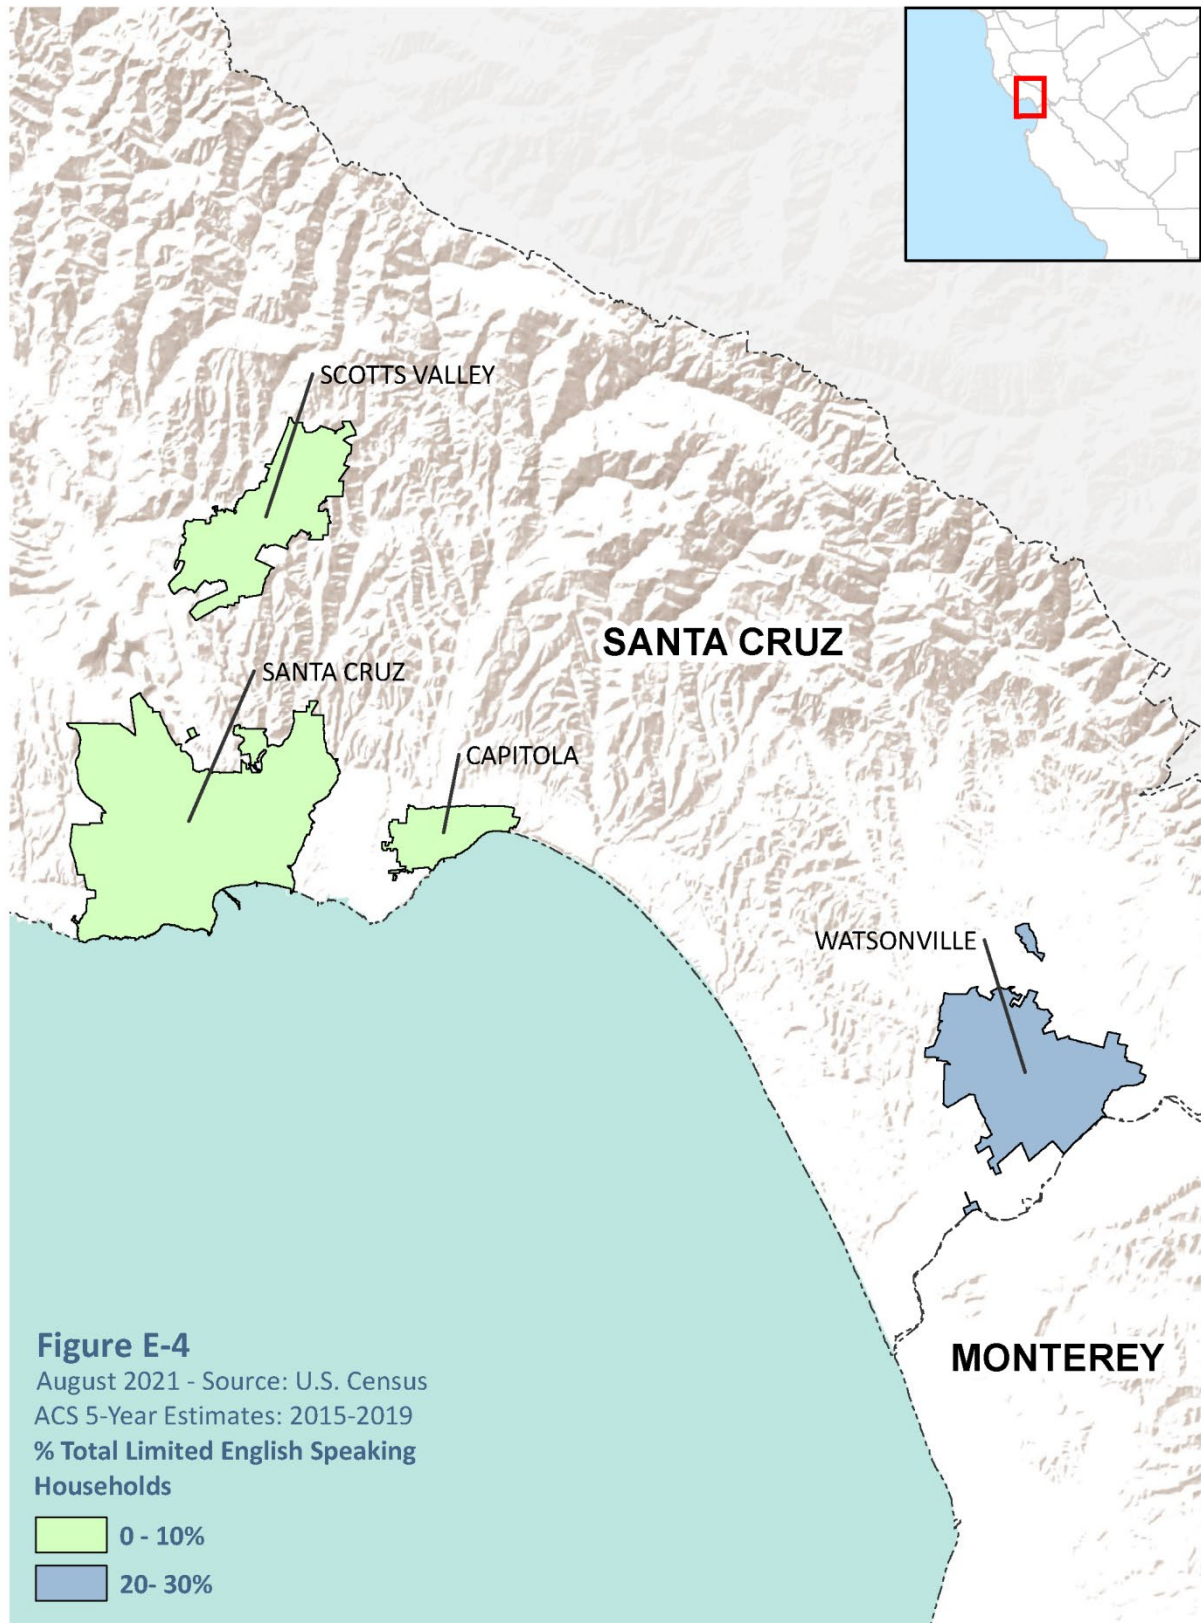 SCOTTS VALLEY
SANTA CRUZ
SANTA CRUZ
CAPITOLA
WATSONVILLE
MONTEREY
Figure E-4
August 2021 - Source: U.S. Census
ACS 5-Year Estimates: 2015-2019
% Total Limited English Speaking
Households
0 - 10%
20- 30%